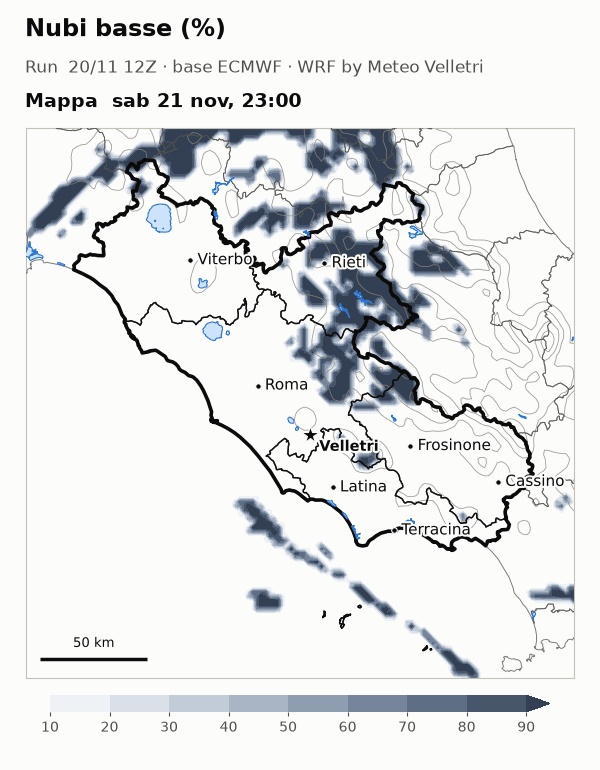 Nubi basse (%)
Run  20/11 12Z · base ECMWF · WRF by Meteo Velletri
Mappa  sab 21 nov, 23:00
Viterbo
Rieti
Roma
Velletri
Frosinone
Latina
Cassino
Terracina
50 km
10 20 30 40 50 60 70 80 90